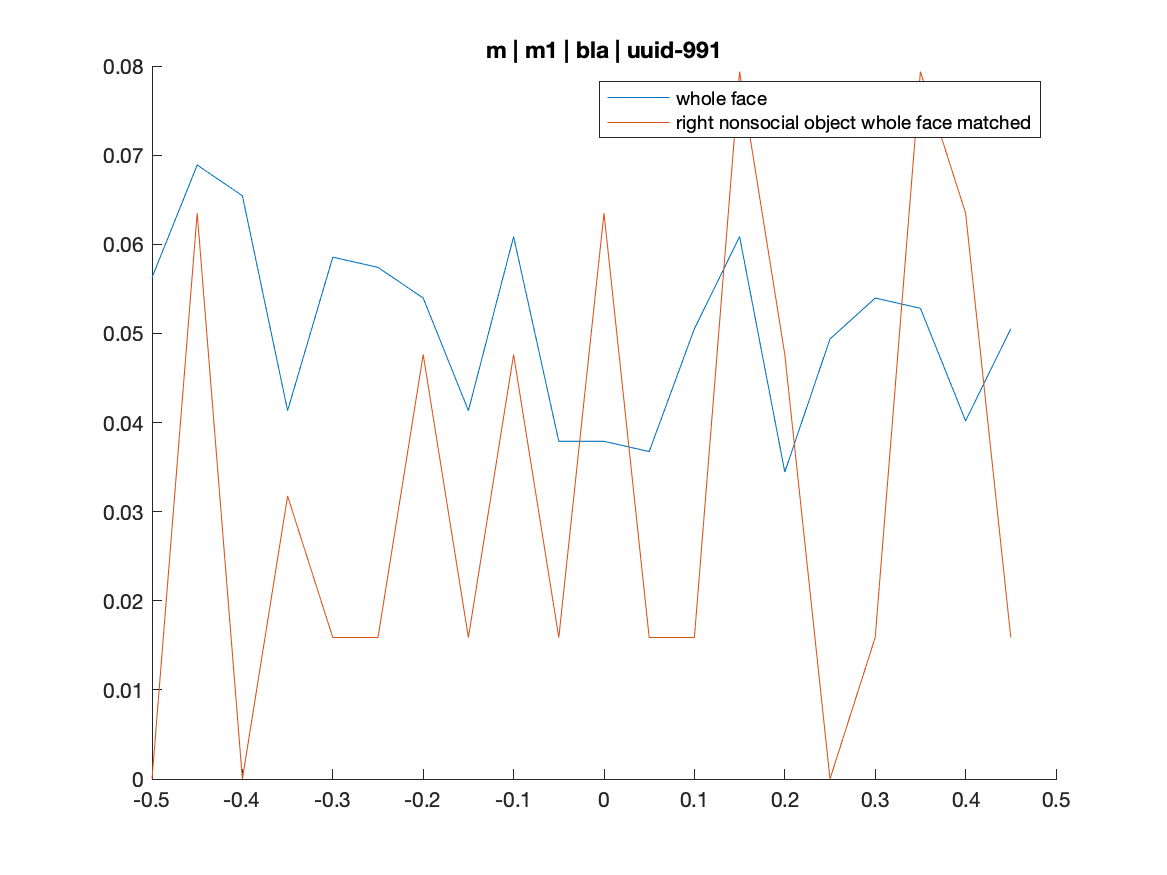 m | m1 | bla | uuid-991
0.08
whole face
right nonsocial object whole face matched
0.07
0.06
0.05
0.04
0.03
0.02
0.01
0
-0.5 -0.4 -0.3 -0.2 -0.1 0 0.1 0.2 0.3 0.4 0.5